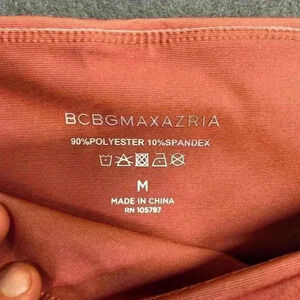 BCBGMAXAZRIA
90%POLYESTER 10%SPANDEX
M
MADE IN CHINA
RN 105797